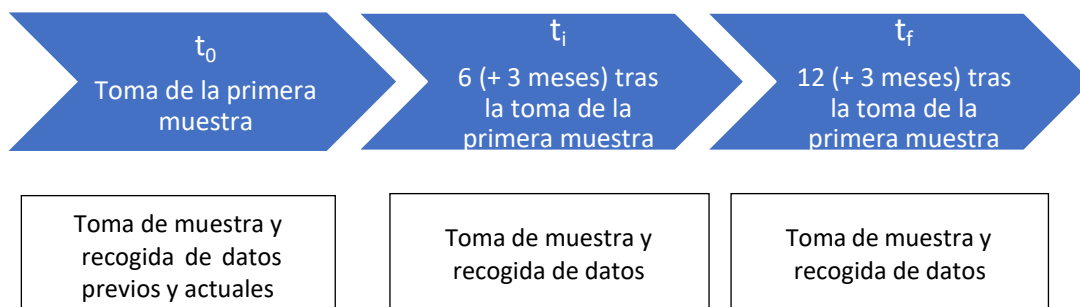 t₀
Toma de la primera
muestra
tᵢ
6 (+ 3 meses) tras
la toma de la
primera muestra
t_f
12 (+ 3 meses) tras
la toma de la
primera muestra
Toma de muestra y
recogida de datos
previos y actuales
Toma de muestra y
recogida de datos
Toma de muestra y
recogida de datos